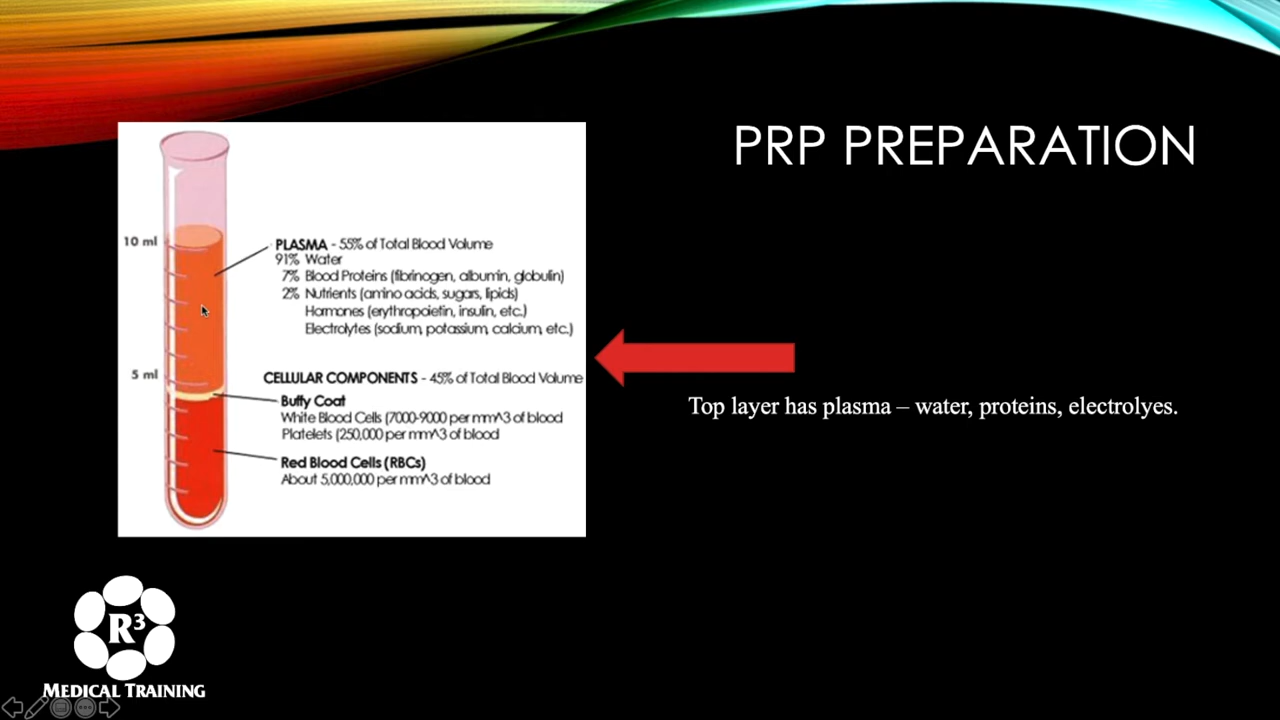 PRP PREPARATION
10 ml
PLASMA - 55% of Total Blood Volume
91% Water
7% Blood Proteins (fibrinogen, albumin, globulin)
2% Nutrients (amino acids, sugars, lipids)
Hormones (erythropoietin, insulin, etc.)
Electrolytes (sodium, potassium, calcium, etc.)
5 ml
CELLULAR COMPONENTS - 45% of Total Blood Volume
Buffy Coat
White Blood Cells (7000-9000 per mm^3 of blood
Platelets (250,000 per mm^3 of blood
Red Blood Cells (RBCs)
About 5,000,000 per mm^3 of blood
Top layer has plasma – water, proteins, electrolyes.
R3
MEDICAL TRAINING